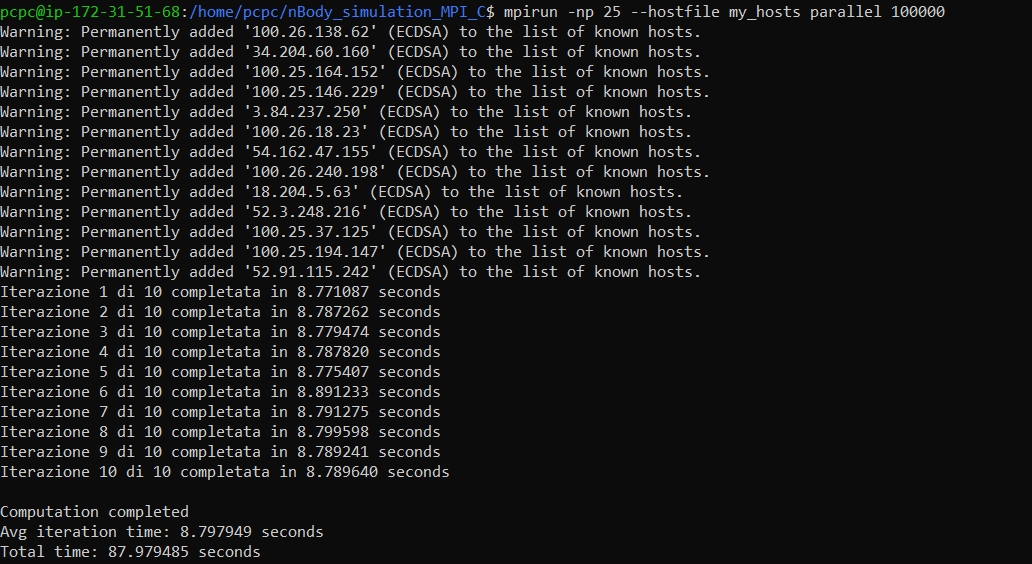 pcpc@ip-172-31-51-68:/home/pcpc/nBody_simulation_MPI_C$ mpirun -np 25 --hostfile my_hosts parallel 100000
Warning: Permanently added '100.26.138.62' (ECDSA) to the list of known hosts.
Warning: Permanently added '34.204.60.160' (ECDSA) to the list of known hosts.
Warning: Permanently added '100.25.164.152' (ECDSA) to the list of known hosts.
Warning: Permanently added '100.25.146.229' (ECDSA) to the list of known hosts.
Warning: Permanently added '3.84.237.250' (ECDSA) to the list of known hosts.
Warning: Permanently added '100.26.18.23' (ECDSA) to the list of known hosts.
Warning: Permanently added '54.162.47.155' (ECDSA) to the list of known hosts.
Warning: Permanently added '100.26.240.198' (ECDSA) to the list of known hosts.
Warning: Permanently added '18.204.5.63' (ECDSA) to the list of known hosts.
Warning: Permanently added '52.3.248.216' (ECDSA) to the list of known hosts.
Warning: Permanently added '100.25.37.125' (ECDSA) to the list of known hosts.
Warning: Permanently added '100.25.194.147' (ECDSA) to the list of known hosts.
Warning: Permanently added '52.91.115.242' (ECDSA) to the list of known hosts.
Iterazione 1 di 10 completata in 8.771087 seconds
Iterazione 2 di 10 completata in 8.787262 seconds
Iterazione 3 di 10 completata in 8.779474 seconds
Iterazione 4 di 10 completata in 8.787820 seconds
Iterazione 5 di 10 completata in 8.775407 seconds
Iterazione 6 di 10 completata in 8.891233 seconds
Iterazione 7 di 10 completata in 8.791275 seconds
Iterazione 8 di 10 completata in 8.799598 seconds
Iterazione 9 di 10 completata in 8.789241 seconds
Iterazione 10 di 10 completata in 8.789640 seconds
Computation completed
Avg iteration time: 8.797949 seconds
Total time: 87.979485 seconds